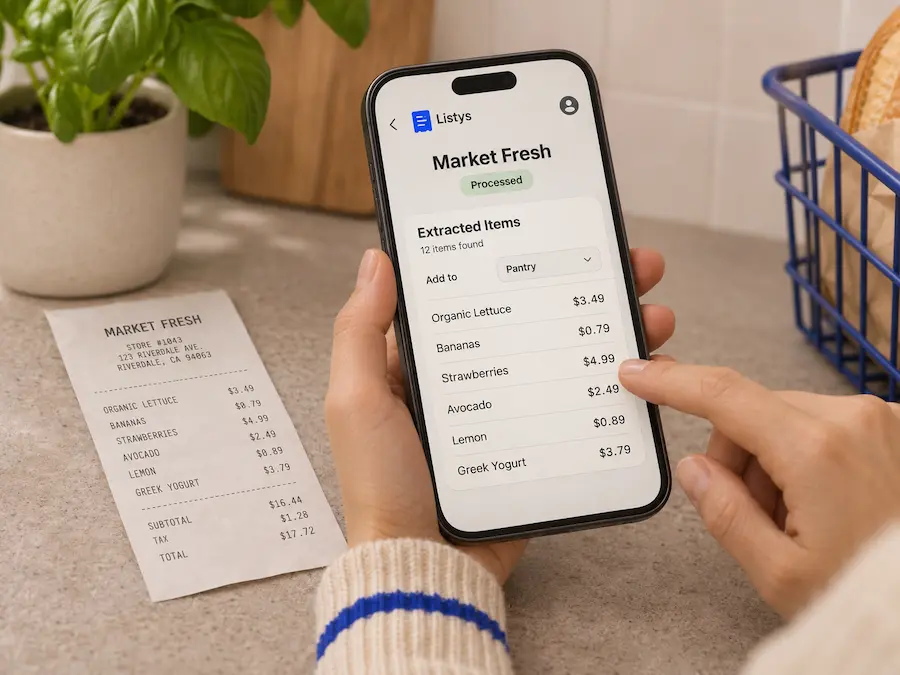 MARKET FRESH
STORE #1043
123 RIVERDALE AVE.
RIVERDALE, CA 94063
ORGANIC LETTUCE $3.49
BANANAS $0.79
STRAWBERRIES $4.99
AVOCADO $2.49
LEMON $0.89
GREEK YOGURT $3.79
SUBTOTAL $16.44
TAX $1.28
TOTAL $17.72
Listys
Market Fresh
Processed
Extracted Items
12 items found
Add to Pantry
Organic Lettuce $3.49
Bananas $0.79
Strawberries $4.99
Avocado $2.49
Lemon $0.89
Greek Yogurt $3.79